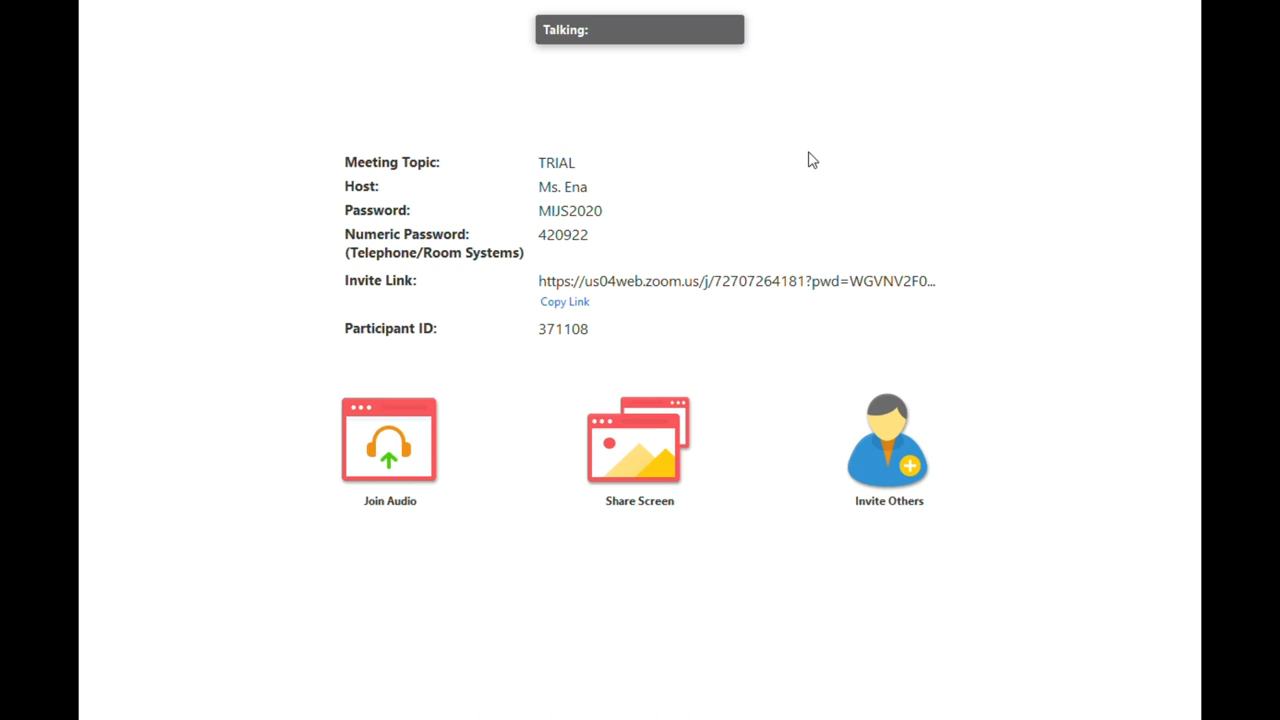 Talking:
Meeting Topic: TRIAL
Host: Ms. Ena
Password: MIJS2020
Numeric Password: 420922
(Telephone/Room Systems)
Invite Link: https://us04web.zoom.us/j/72707264181?pwd=WGVNV2F0...
Copy Link
Participant ID: 371108
Join Audio
Share Screen
Invite Others